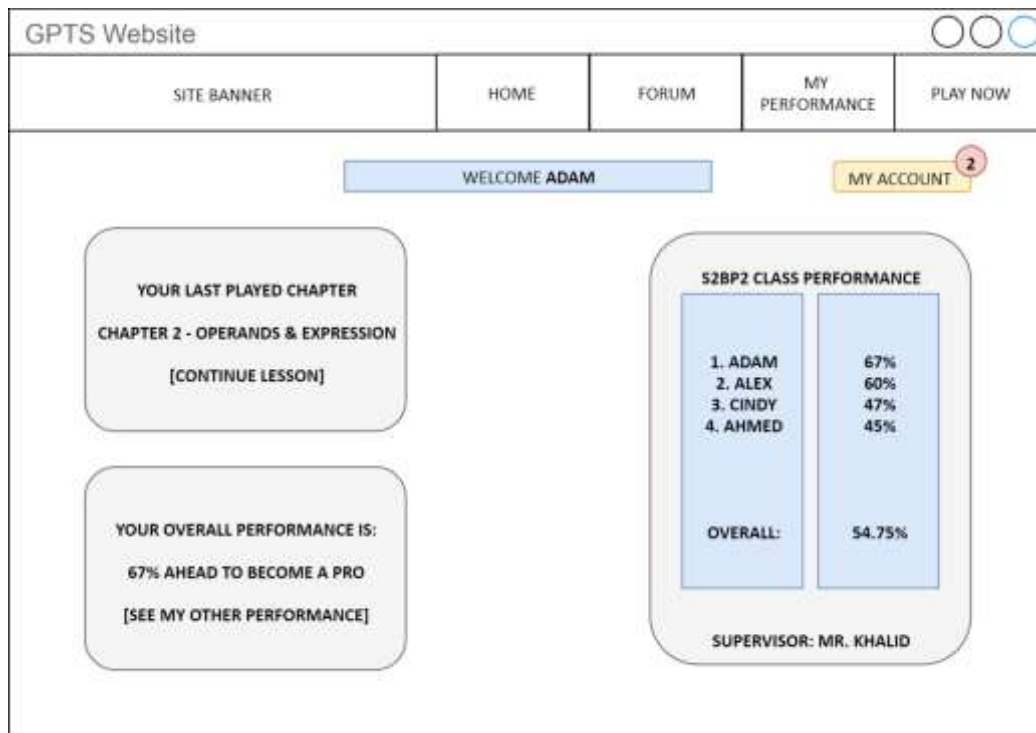 GPTS Website
SITE BANNER
HOME
FORUM
MY
PERFORMANCE
PLAY NOW
WELCOME ADAM
MY ACCOUNT
2
YOUR LAST PLAYED CHAPTER
CHAPTER 2 - OPERANDS & EXPRESSION
[CONTINUE LESSON]
YOUR OVERALL PERFORMANCE IS:
67% AHEAD TO BECOME A PRO
[SEE MY OTHER PERFORMANCE]
S2BP2 CLASS PERFORMANCE
1. ADAM 67%
2. ALEX 60%
3. CINDY 47%
4. AHMED 45%
OVERALL: 54.75%
SUPERVISOR: MR. KHALID